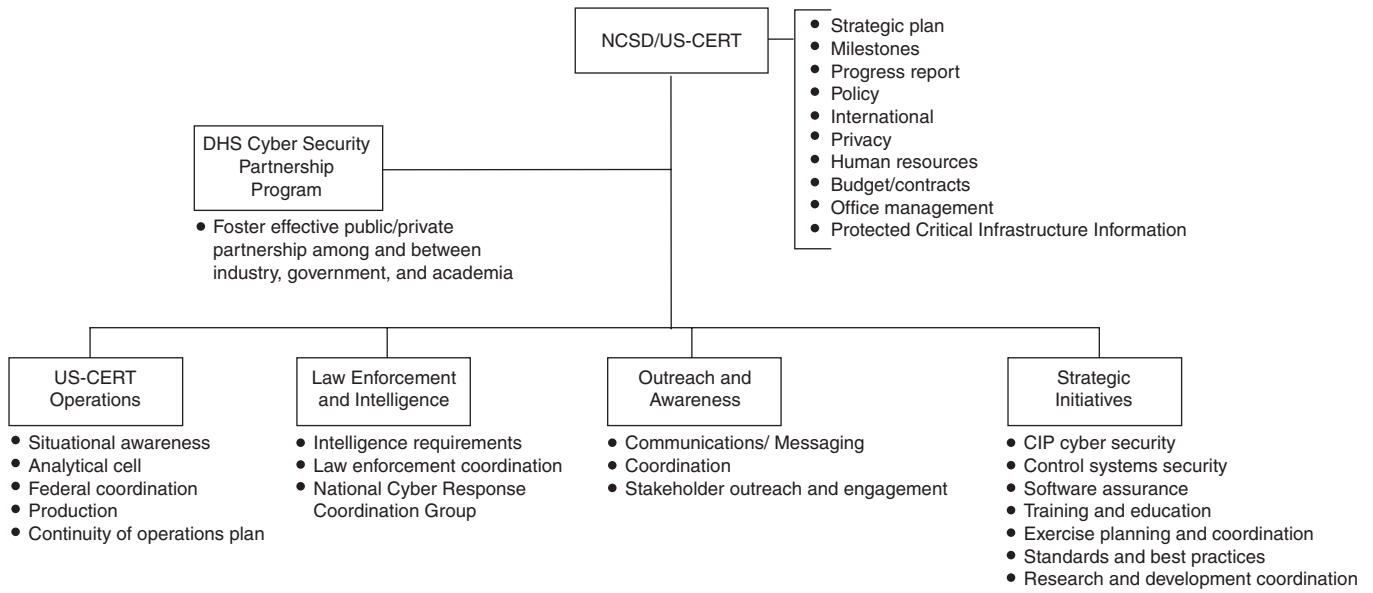 NCSD/US-CERT
• Strategic plan
• Milestones
• Progress report
• Policy
• International
• Privacy
• Human resources
• Budget/contracts
• Office management
• Protected Critical Infrastructure Information
DHS Cyber Security
Partnership
Program
• Foster effective public/private
partnership among and between
industry, government, and academia
US-CERT
Operations
• Situational awareness
• Analytical cell
• Federal coordination
• Production
• Continuity of operations plan
Law Enforcement
and Intelligence
• Intelligence requirements
• Law enforcement coordination
• National Cyber Response
Coordination Group
Outreach and
Awareness
• Communications/ Messaging
• Coordination
• Stakeholder outreach and engagement
Strategic
Initiatives
• CIP cyber security
• Control systems security
• Software assurance
• Training and education
• Exercise planning and coordination
• Standards and best practices
• Research and development coordination